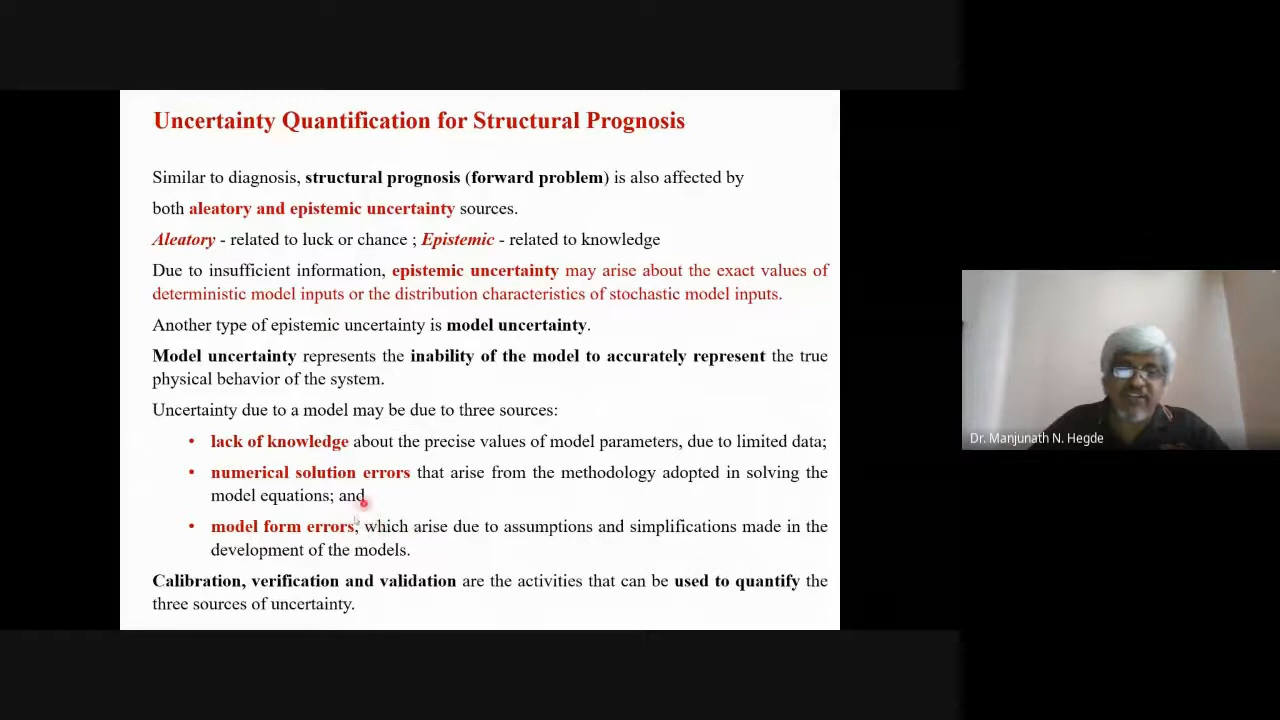 Uncertainty Quantification for Structural Prognosis
Similar to diagnosis, structural prognosis (forward problem) is also affected by
both aleatory and epistemic uncertainty sources.
Aleatory - related to luck or chance ; Epistemic - related to knowledge
Due to insufficient information, epistemic uncertainty may arise about the exact values of
deterministic model inputs or the distribution characteristics of stochastic model inputs.
Another type of epistemic uncertainty is model uncertainty.
Model uncertainty represents the inability of the model to accurately represent the true
physical behavior of the system.
Uncertainty due to a model may be due to three sources:
• lack of knowledge about the precise values of model parameters, due to limited data;
• numerical solution errors that arise from the methodology adopted in solving the
model equations; and
• model form errors, which arise due to assumptions and simplifications made in the
development of the models.
Calibration, verification and validation are the activities that can be used to quantify the
three sources of uncertainty.
Dr. Manjunath N. Hegde